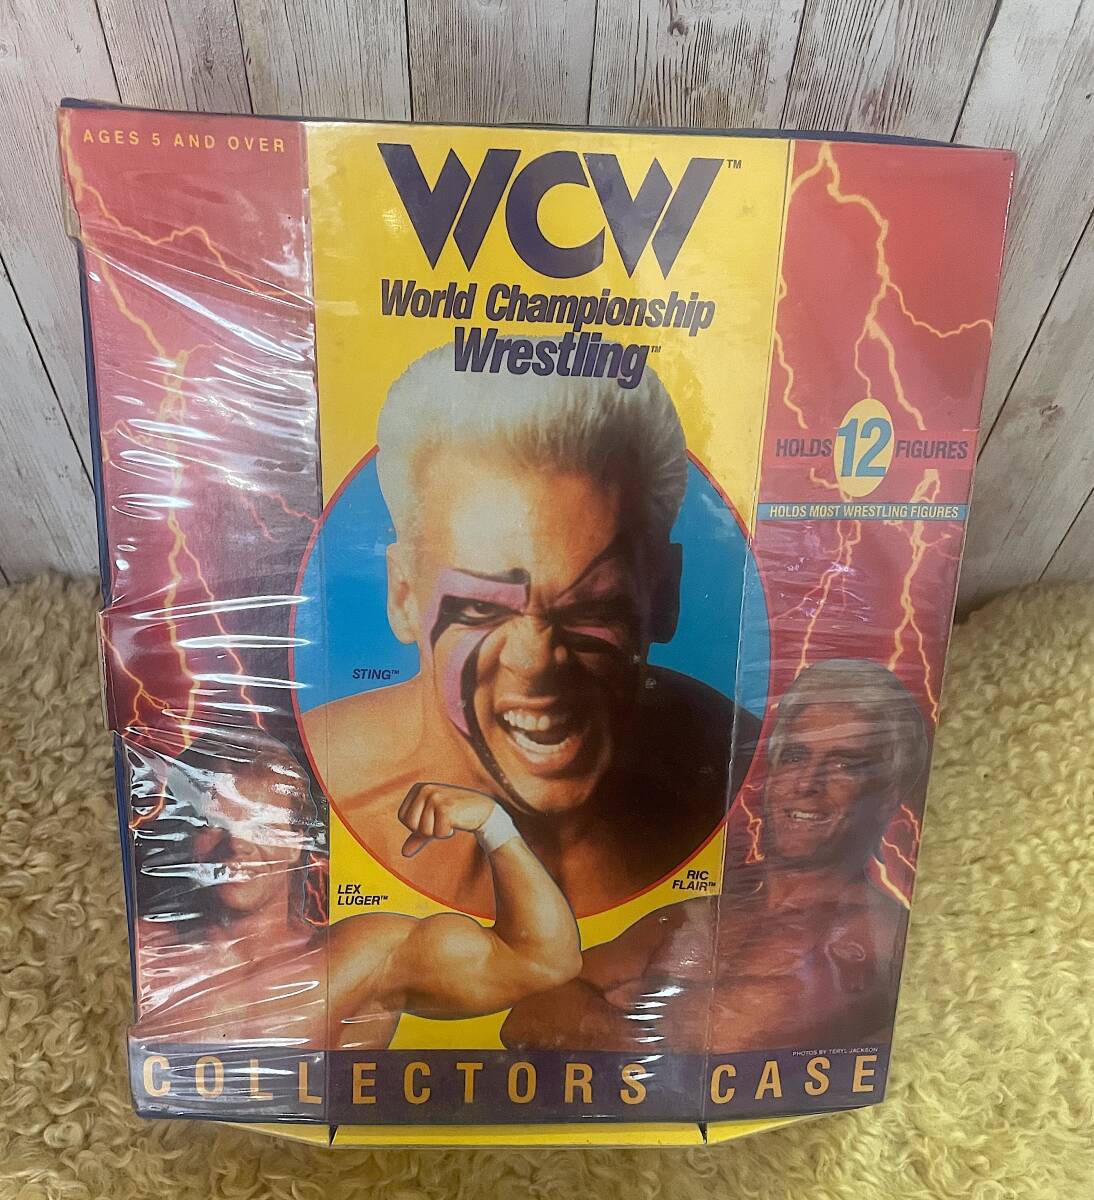 AGES 5 AND OVER
WCW™
World Championship
Wrestling™
HOLDS 12 FIGURES
HOLDS MOST WRESTLING FIGURES
STING™
LEX
LUGER™
RIC
FLAIR™
PHOTOS BY TERYL JACKSON
COLLECTORS CASE